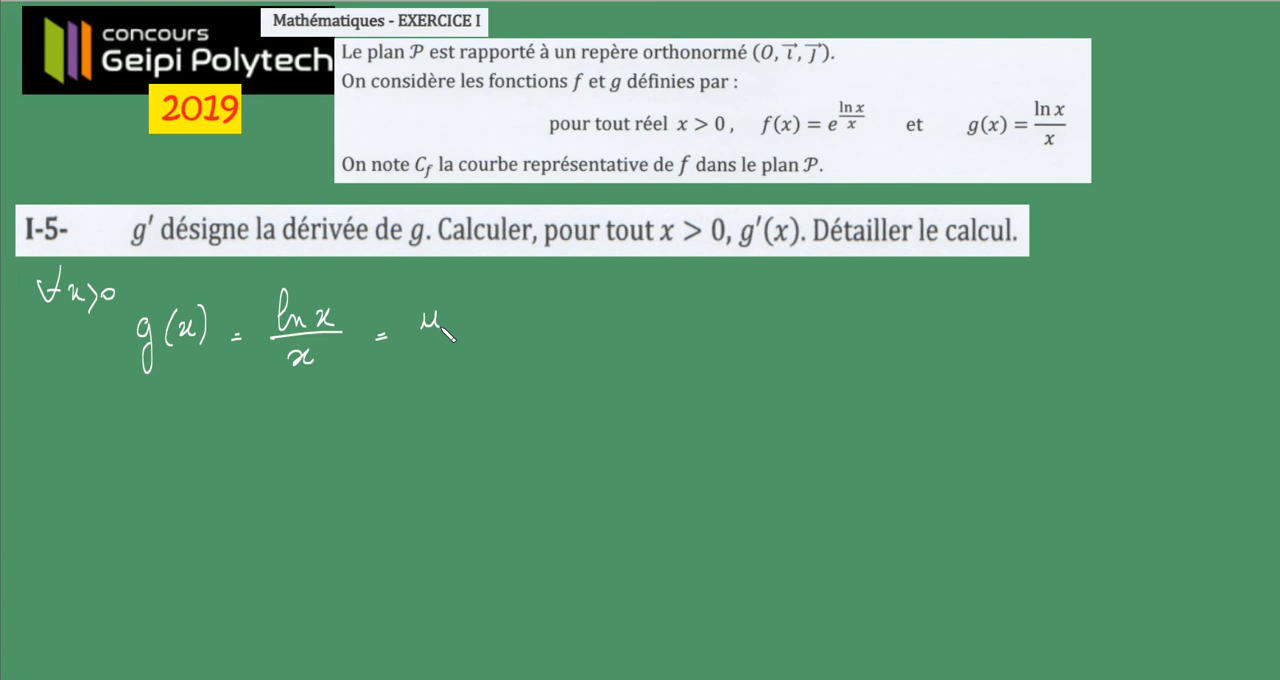 Mathématiques - EXERCICE I
concours
Geipi Polytech
2019
Le plan 𝒫 est rapporté à un repère orthonormé (O, i⃗, j⃗).
On considère les fonctions f et g définies par :
pour tout réel x > 0, f(x) = e^(ln x / x) et g(x) = ln x / x
On note C_f la courbe représentative de f dans le plan 𝒫.
I-5- g′ désigne la dérivée de g. Calculer, pour tout x > 0, g′(x). Détailler le calcul.
∀x>0
g(x) = ln x / x = u